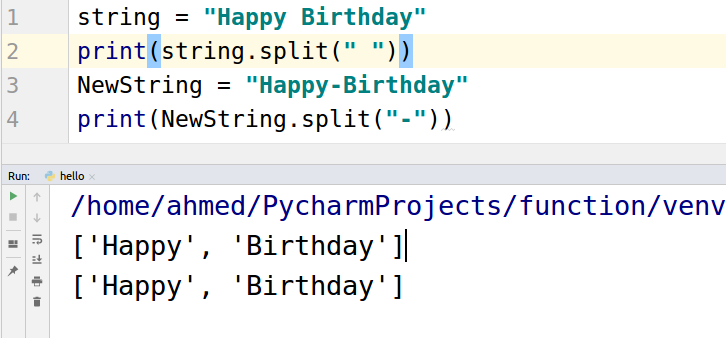 1 string = "Happy Birthday"
2 print(string.split(" "))
3 NewString = "Happy-Birthday"
4 print(NewString.split("-"))
Run: hello ×
/home/ahmed/PycharmProjects/function/venv
['Happy', 'Birthday']
['Happy', 'Birthday']